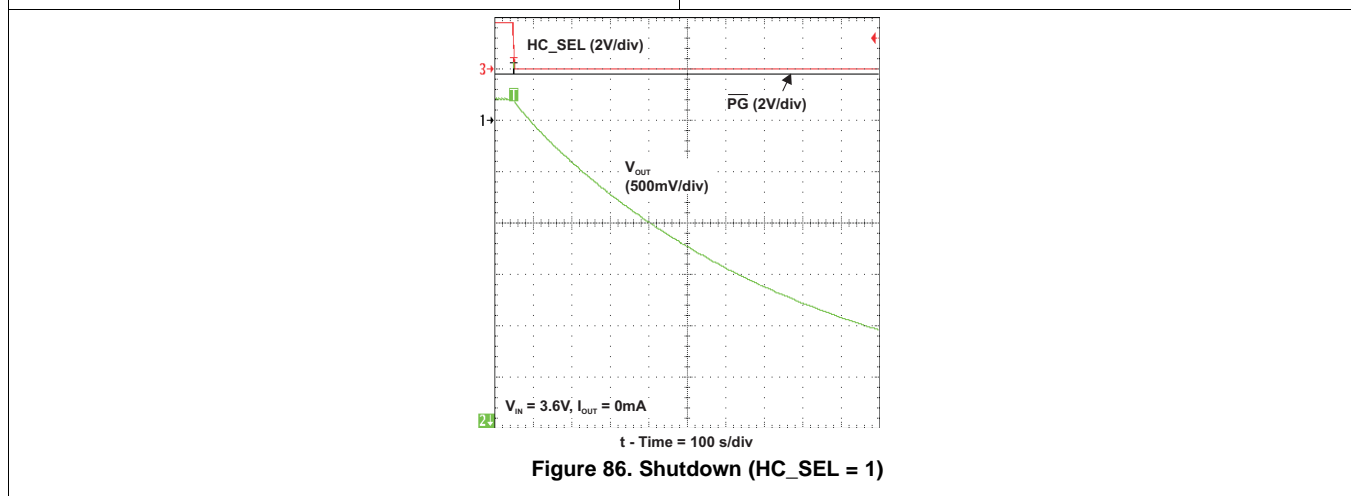 HC_SEL (2V/div)
3
T
PG (2V/div)
T
1
VOUT
(500mV/div)
VIN = 3.6V, IOUT = 0mA
2
t - Time = 100 s/div
Figure 86. Shutdown (HC_SEL = 1)